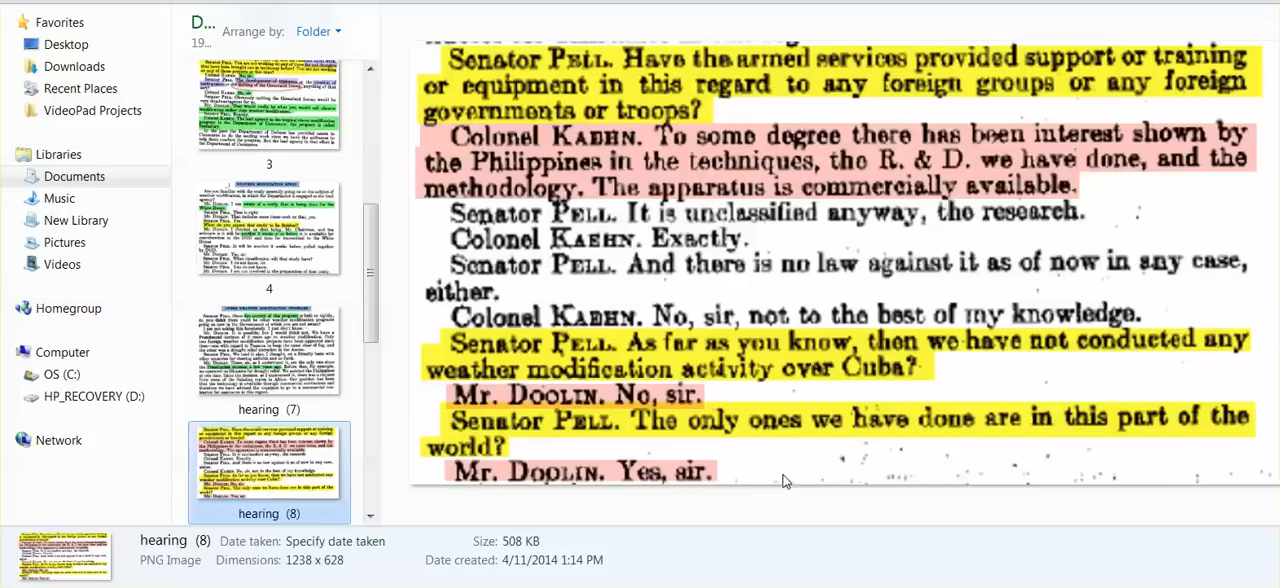 Favorites
Desktop
Downloads
Recent Places
VideoPad Projects
Libraries
Documents
Music
New Library
Pictures
Videos
Homegroup
Computer
OS (C:)
HP_RECOVERY (D:)
Network
D...
19...
Arrange by: Folder
3
4
hearing (7)
hearing (8)
Senator PELL. Have the armed services provided support or training
or equipment in this regard to any foreign groups or any foreign
governments or troops?
Colonel KAEHN. To some degree there has been interest shown by
the Philippines in the techniques, the R. & D. we have done, and the
methodology. The apparatus is commercially available.
Senator PELL. It is unclassified anyway, the research.
Colonel KAEHN. Exactly.
Senator PELL. And there is no law against it as of now in any case,
either.
Colonel KAEHN. No, sir, not to the best of my knowledge.
Senator PELL. As far as you know, then we have not conducted any
weather modification activity over Cuba?
Mr. DOOLIN. No, sir.
Senator PELL. The only ones we have done are in this part of the
world?
Mr. DOOLIN. Yes, sir.
hearing (8) Date taken: Specify date taken Size: 508 KB
PNG Image Dimensions: 1238 x 628 Date created: 4/11/2014 1:14 PM